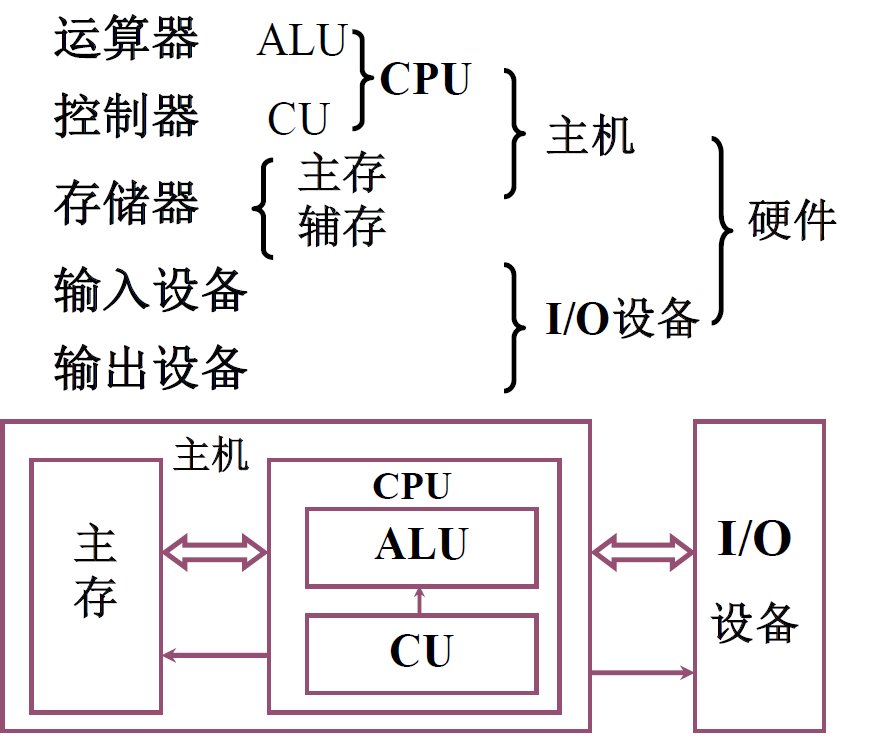 运算器 ALU
CPU
控制器 CU
主机
存储器 主存
辅存
硬件
输入设备
I/O设备
输出设备
主机
CPU
主存
ALU
I/O
设备
CU